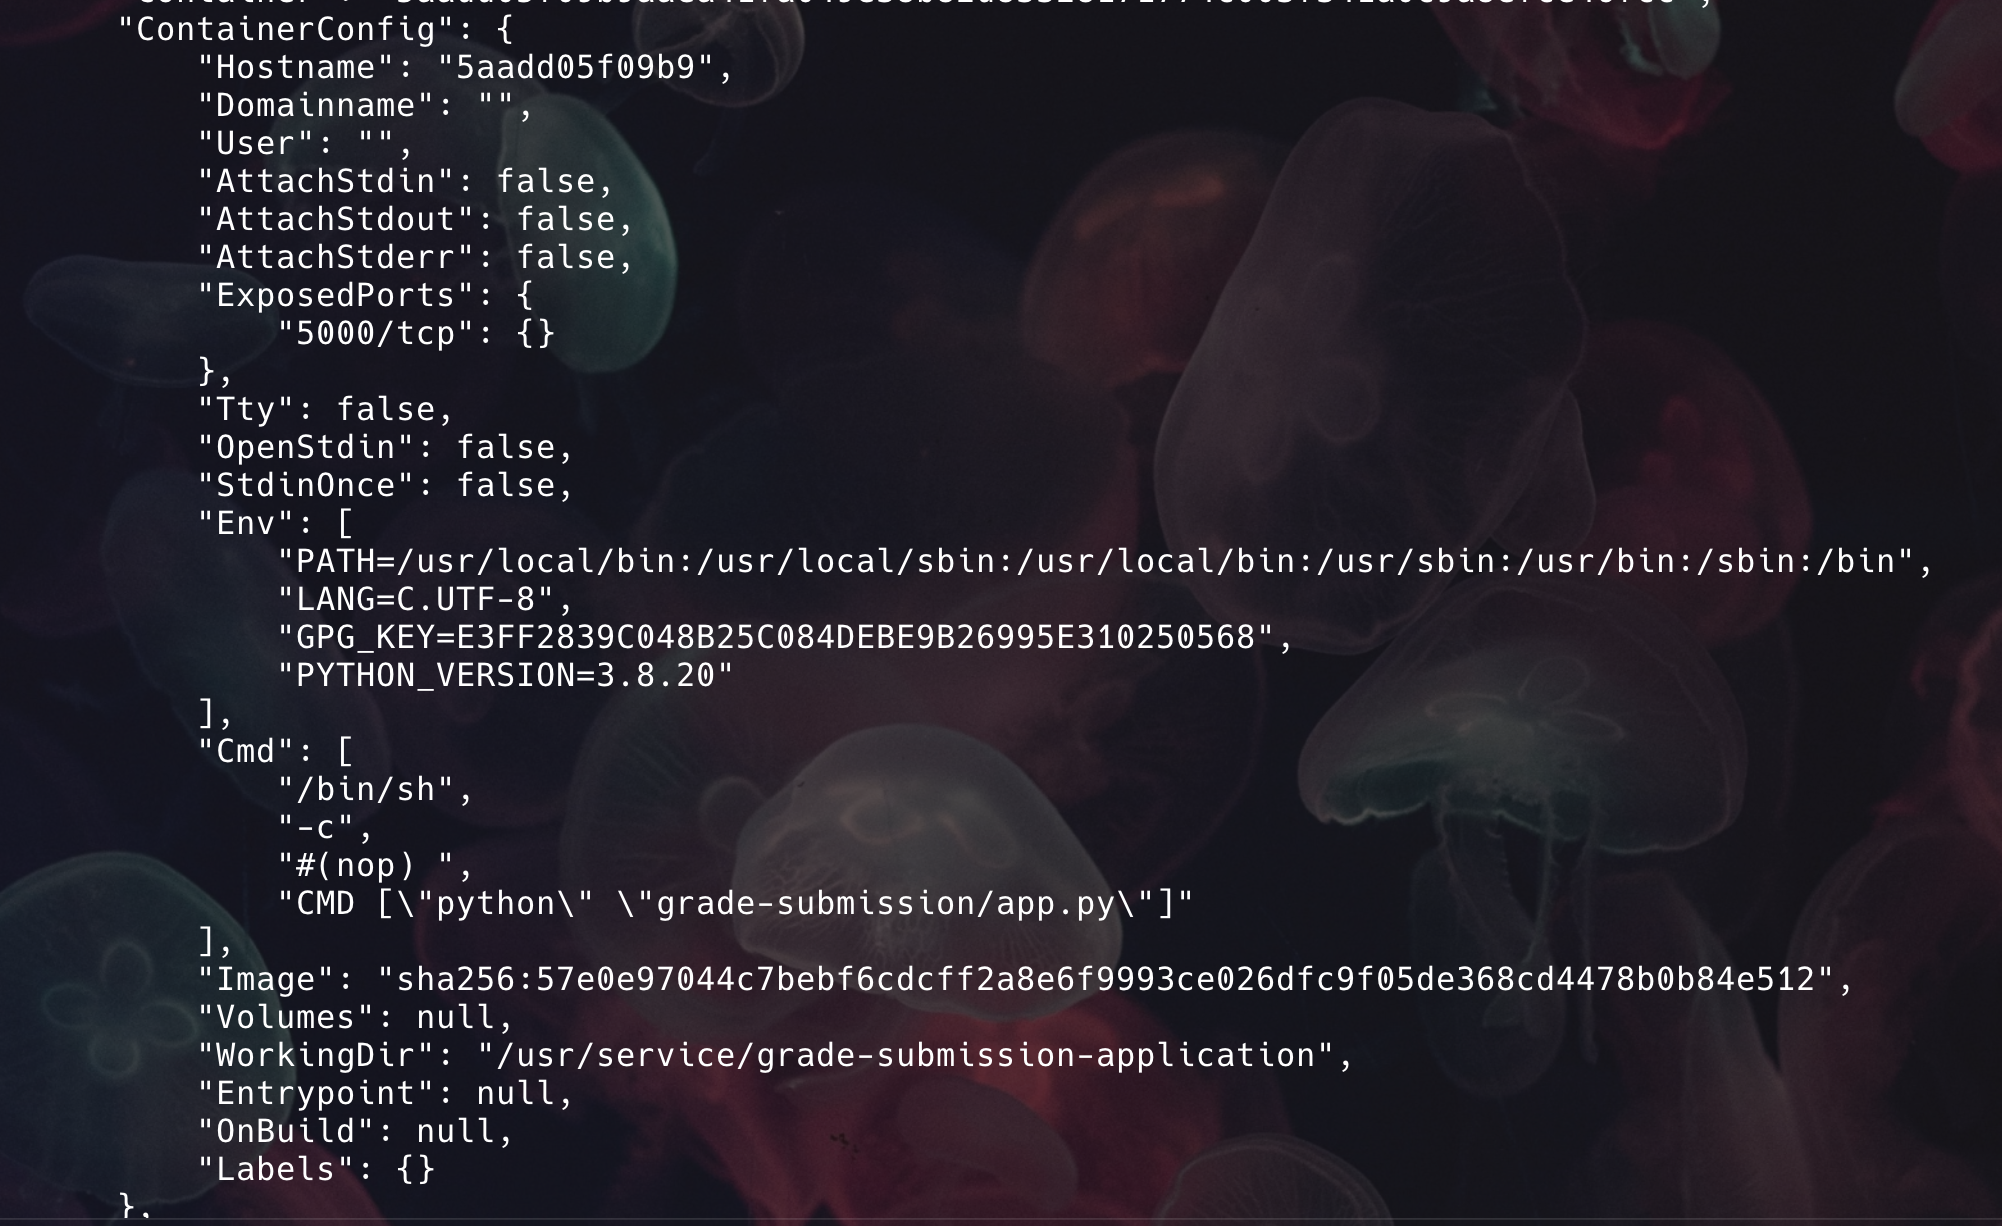 "ContainerConfig": {
"Hostname": "5aadd05f09b9",
"Domainname": "",
"User": "",
"AttachStdin": false,
"AttachStdout": false,
"AttachStderr": false,
"ExposedPorts": {
"5000/tcp": {}
},
"Tty": false,
"OpenStdin": false,
"StdinOnce": false,
"Env": [
"PATH=/usr/local/bin:/usr/local/sbin:/usr/local/bin:/usr/sbin:/usr/bin:/sbin:/bin",
"LANG=C.UTF-8",
"GPG_KEY=E3FF2839C048B25C084DEBE9B26995E310250568",
"PYTHON_VERSION=3.8.20"
],
"Cmd": [
"/bin/sh",
"-c",
"#(nop) ",
"CMD [\"python\" \"grade-submission/app.py\"]"
],
"Image": "sha256:57e0e97044c7bebf6cdcff2a8e6f9993ce026dfc9f05de368cd4478b0b84e512",
"Volumes": null,
"WorkingDir": "/usr/service/grade-submission-application",
"Entrypoint": null,
"OnBuild": null,
"Labels": {}
},